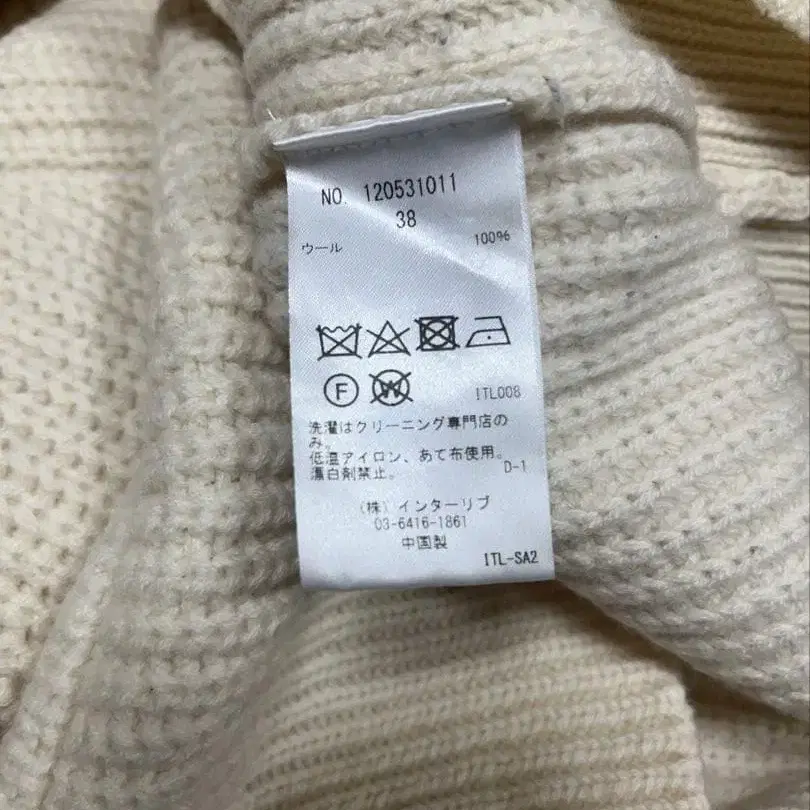 NO. 120531011
38
ウール 100%
F W
ITL008
洗濯はクリーニング専門店の
み。
低温アイロン、あて布使用。
漂白剤禁止。 D-1
(株)インターリブ
03-6416-1861
中国製
ITL-SA2